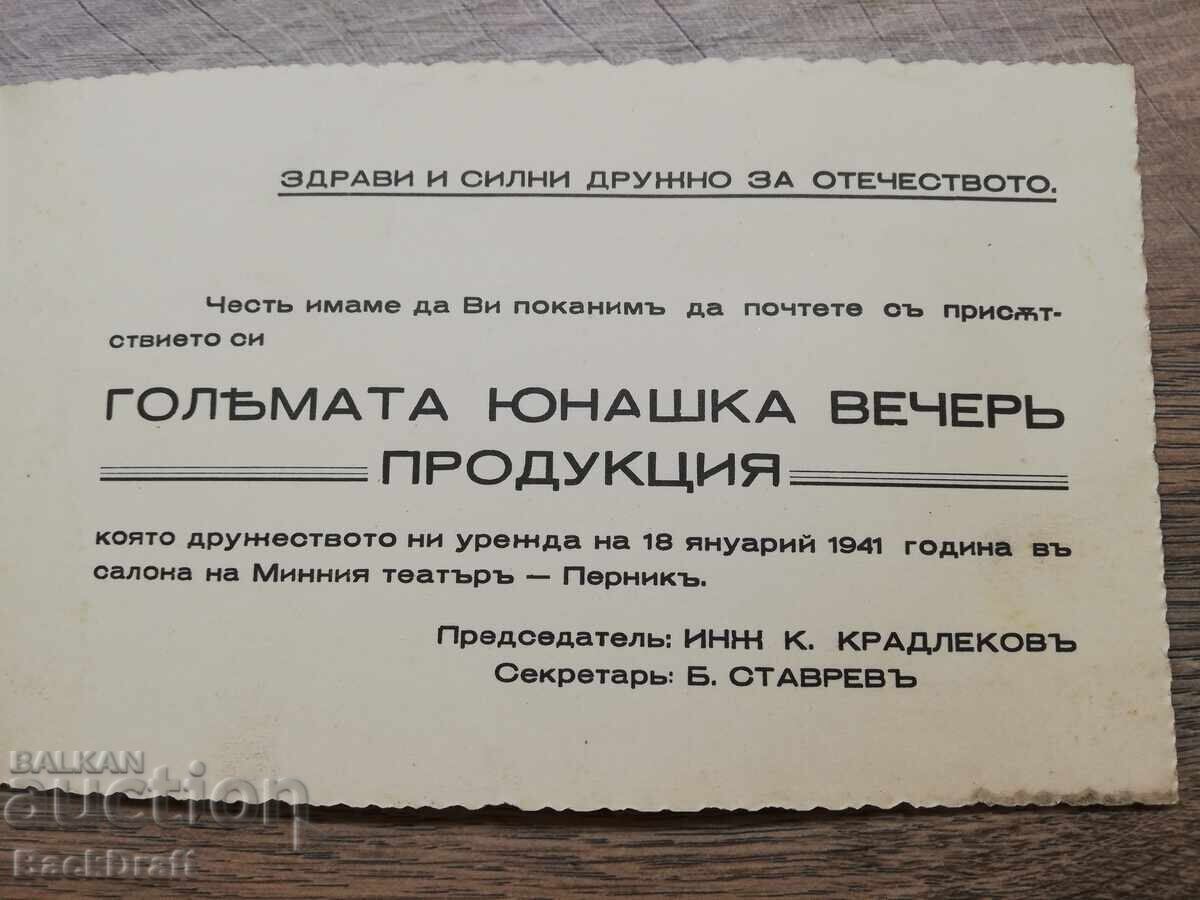 ЗДРАВИ И СИЛНИ ДРУЖНО ЗА ОТЕЧЕСТВОТО.
Честь имаме да Ви поканимъ да почтете съ присѫт-
ствието си
ГОЛѢМАТА ЮНАШКА ВЕЧЕРЬ
ПРОДУКЦИЯ
която дружеството ни урежда на 18 януарий 1941 година въ
салона на Минния театъръ — Перникъ.
Председатель: ИНЖ К. КРАДЛЕКОВЪ
Секретарь: Б. СТАВРЕВЪ
BALKAN
auction
BackDraft